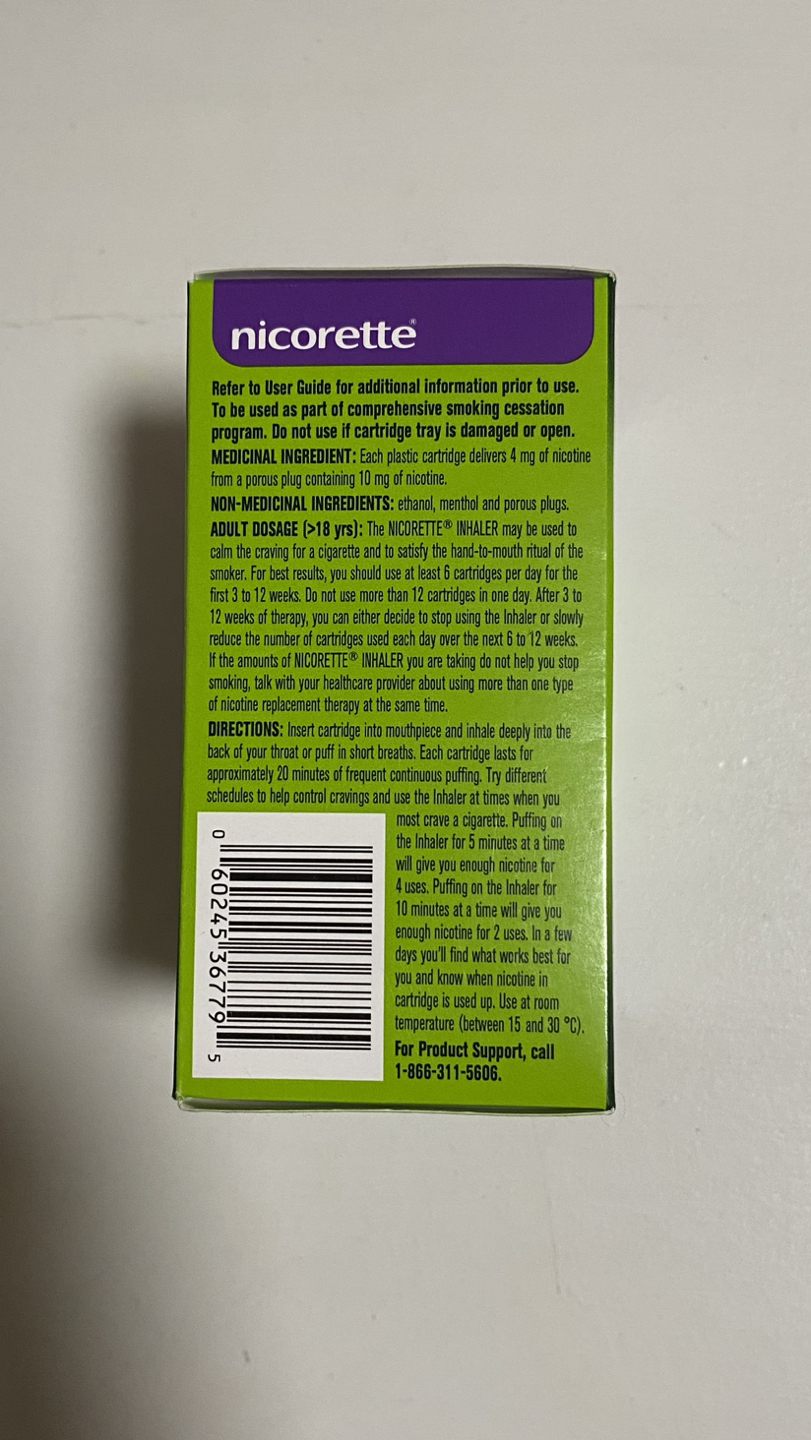 nicorette®
Refer to User Guide for additional information prior to use.
To be used as part of comprehensive smoking cessation
program. Do not use if cartridge tray is damaged or open.
MEDICINAL INGREDIENT: Each plastic cartridge delivers 4 mg of nicotine
from a porous plug containing 10 mg of nicotine.
NON-MEDICINAL INGREDIENTS: ethanol, menthol and porous plugs.
ADULT DOSAGE (>18 yrs): The NICORETTE® INHALER may be used to
calm the craving for a cigarette and to satisfy the hand-to-mouth ritual of the
smoker. For best results, you should use at least 6 cartridges per day for the
first 3 to 12 weeks. Do not use more than 12 cartridges in one day. After 3 to
12 weeks of therapy, you can either decide to stop using the Inhaler or slowly
reduce the number of cartridges used each day over the next 6 to 12 weeks.
If the amounts of NICORETTE® INHALER you are taking do not help you stop
smoking, talk with your healthcare provider about using more than one type
of nicotine replacement therapy at the same time.
DIRECTIONS: Insert cartridge into mouthpiece and inhale deeply into the
back of your throat or puff in short breaths. Each cartridge lasts for
approximately 20 minutes of frequent continuous puffing. Try different
schedules to help control cravings and use the Inhaler at times when you
most crave a cigarette. Puffing on
the Inhaler for 5 minutes at a time
will give you enough nicotine for
4 uses. Puffing on the Inhaler for
10 minutes at a time will give you
enough nicotine for 2 uses. In a few
days you'll find what works best for
you and know when nicotine in
cartridge is used up. Use at room
temperature (between 15 and 30 °C).
For Product Support, call
1-866-311-5606.
0 60245 36779 5